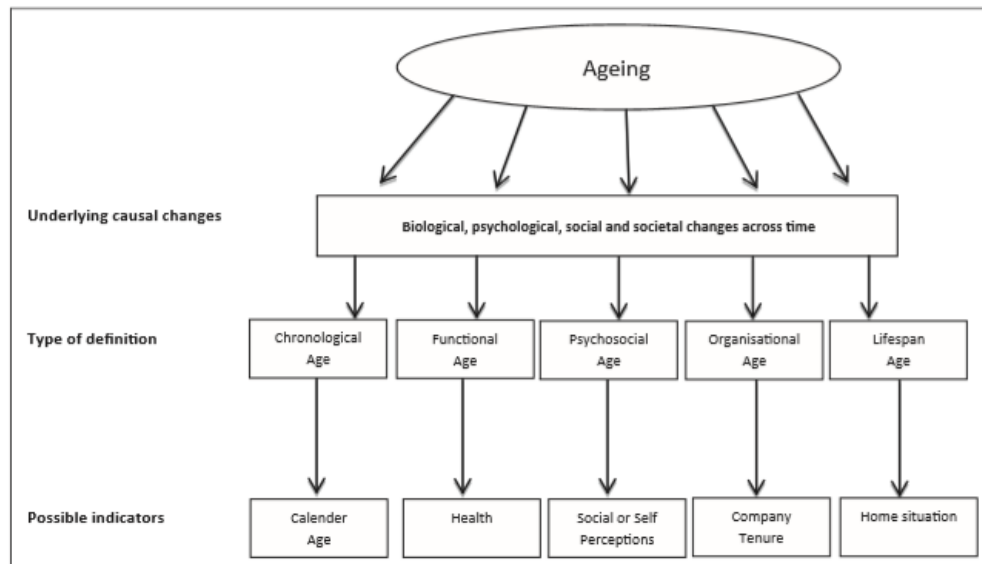 Ageing
Underlying causal changes
Biological, psychological, social and societal changes across time
Type of definition
Chronological
Age
Functional
Age
Psychosocial
Age
Organisational
Age
Lifespan
Age
Possible indicators
Calender
Age
Health
Social or Self
Perceptions
Company
Tenure
Home situation